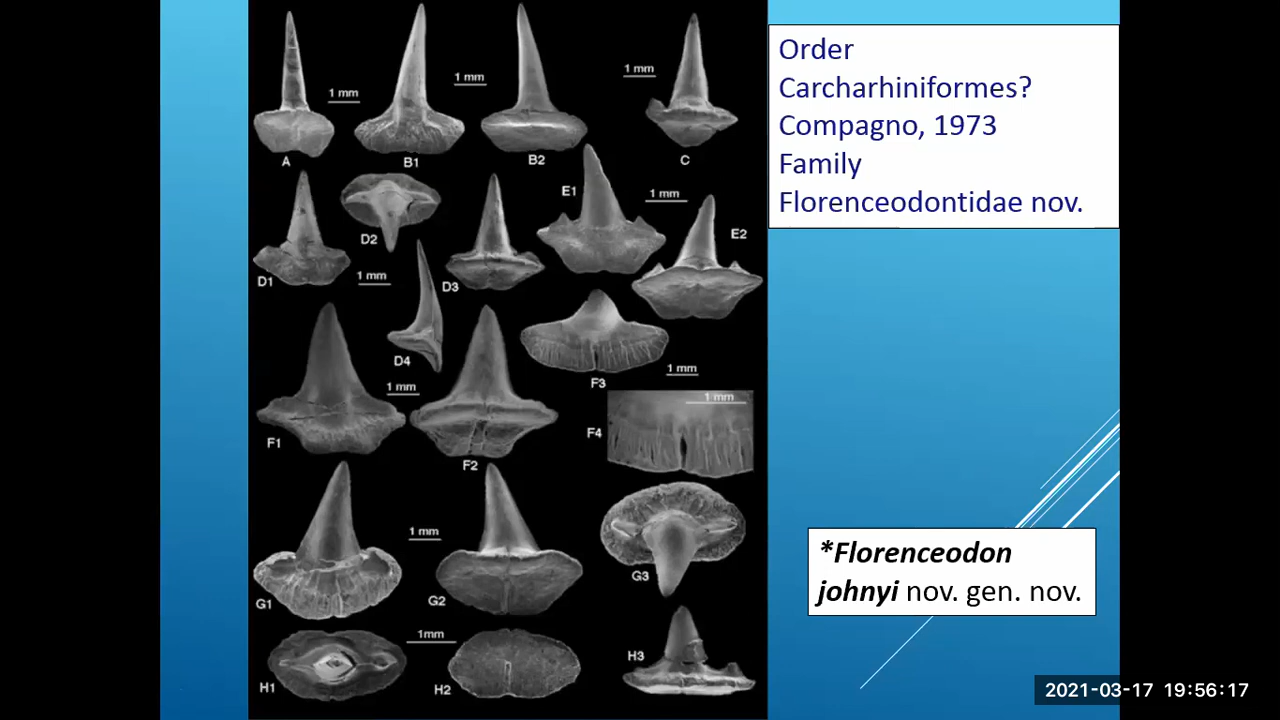 Order
Carcharhiniformes?
Compagno, 1973
Family
Florenceodontidae nov.
1 mm
A
1 mm
B1
B2
1 mm
C
D1
D2
1 mm
D3
D4
E1
1 mm
E2
1 mm
F1
F2
F3
1 mm
F4
1 mm
G1
1 mm
G2
G3
H1
1mm
H2
H3
*Florenceodon
johnyi nov. gen. nov.
2021-03-17 19:56:17